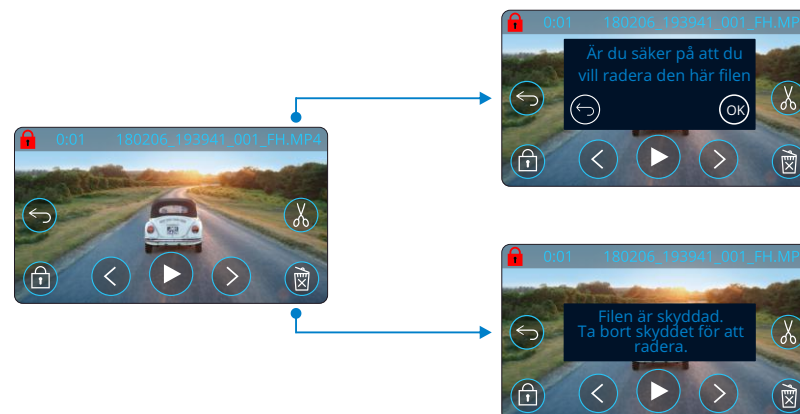 0:01 180206_193941_001_FH.MP4
0:01 180206_193941_001_FH.MP
Är du säker på att du
vill radera den här filen
OK
0:01 180206_193941_001_FH.MP
Filen är skyddad.
Ta bort skyddet för att
radera.